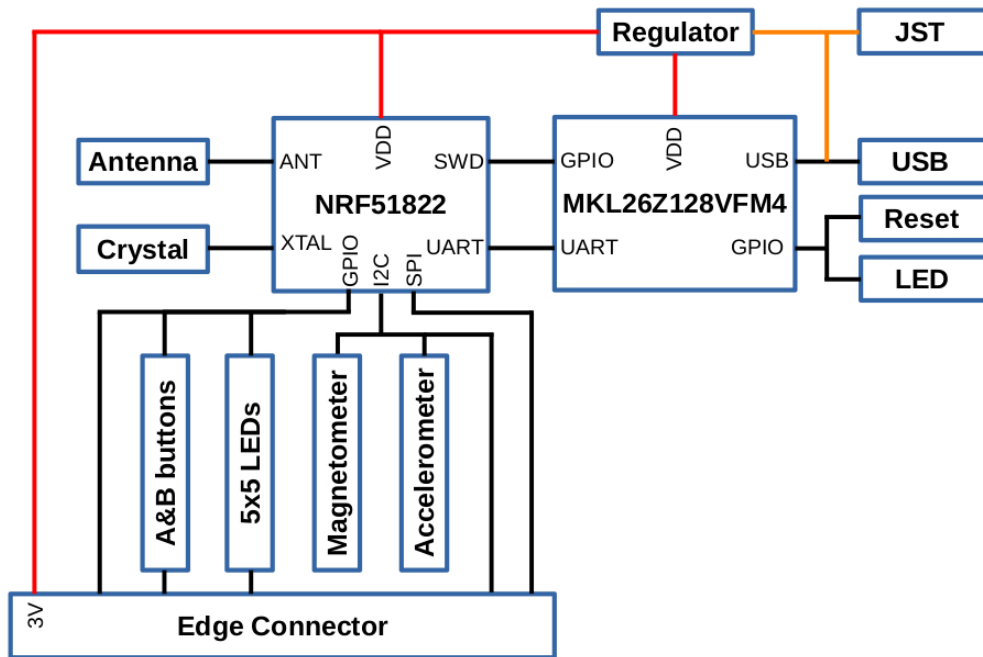 Regulator
JST
Antenna
ANT
VDD
SWD
GPIO
VDD
USB
USB
NRF51822
MKL26Z128VFM4
Reset
Crystal
XTAL
GPIO
I2C
SPI
UART
UART
GPIO
LED
A&B buttons
5x5 LEDs
Magnetometer
Accelerometer
3V
Edge Connector